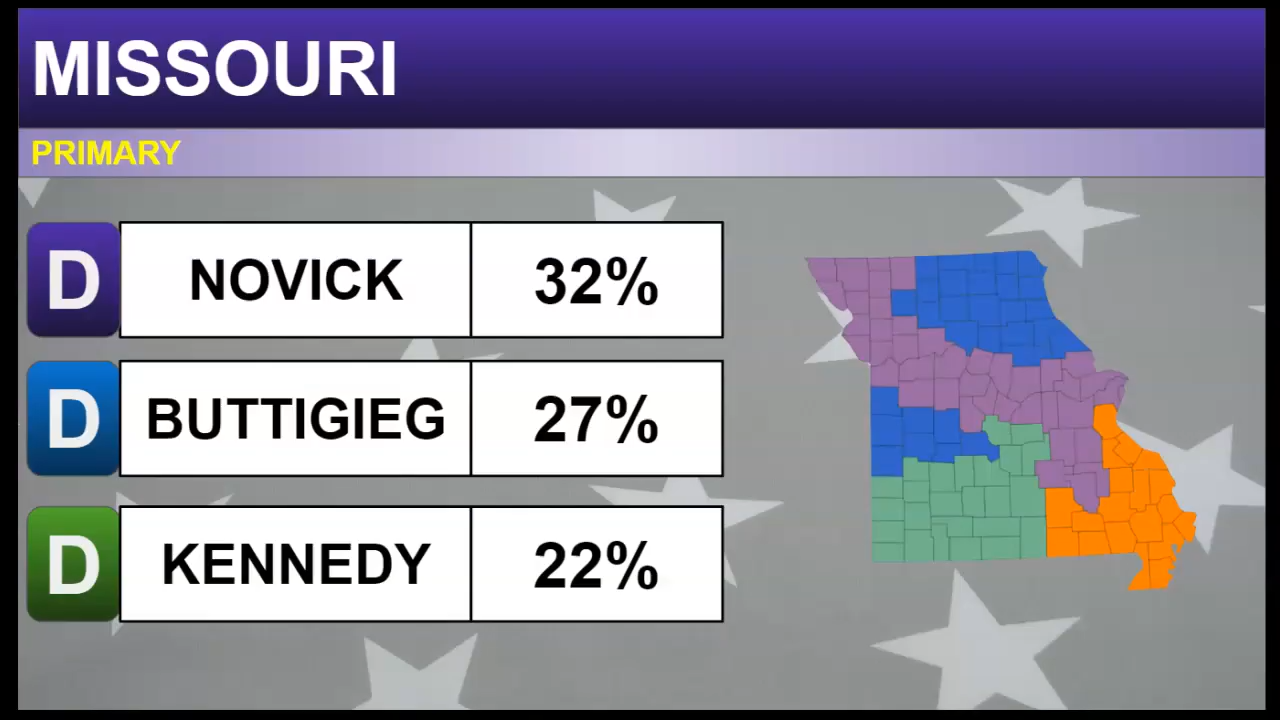 MISSOURI
PRIMARY
D NOVICK 32%
D BUTTIGIEG 27%
D KENNEDY 22%